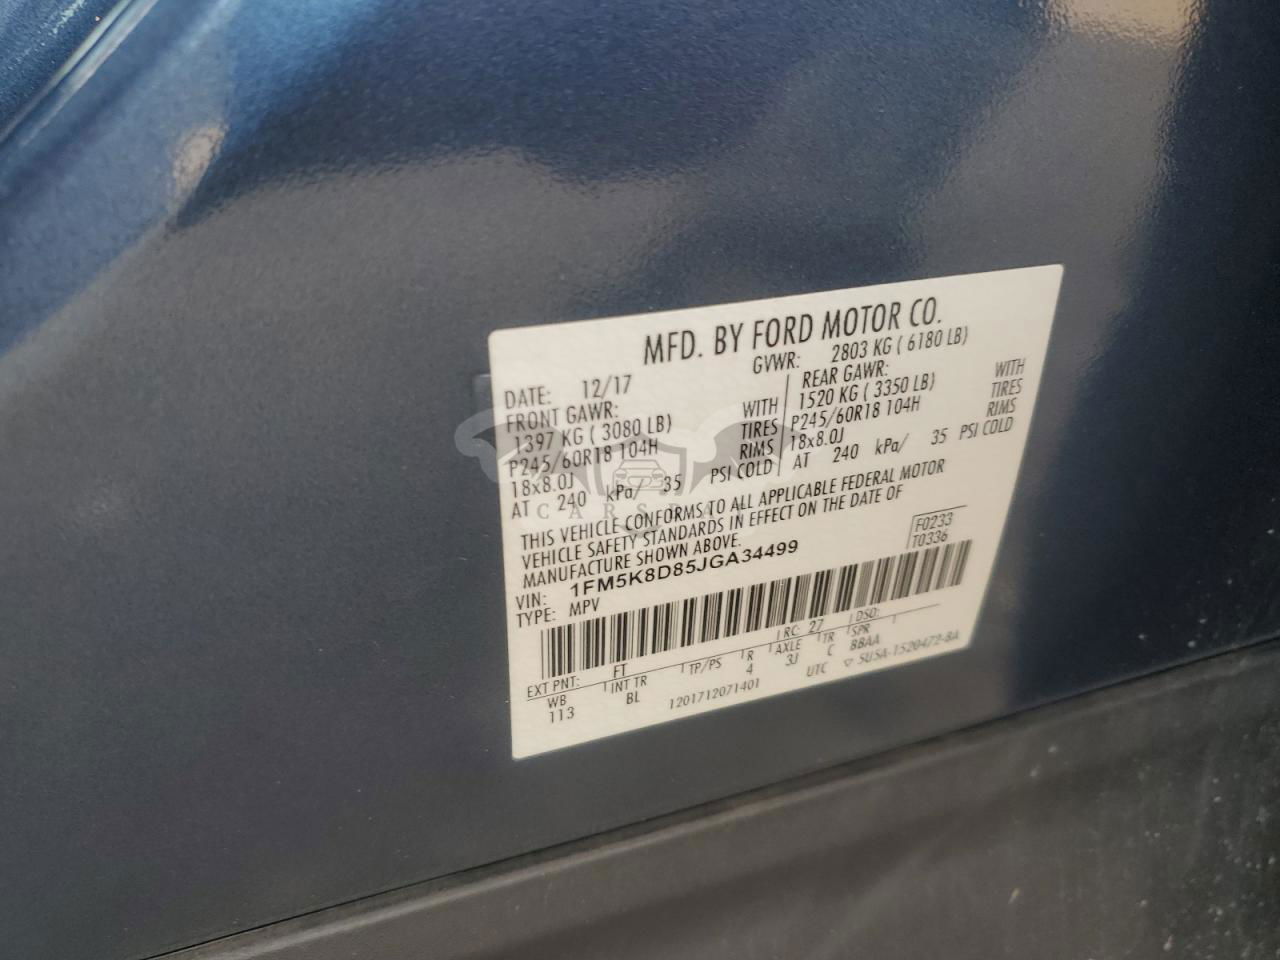 MFD. BY FORD MOTOR CO.
DATE: 12/17 GVWR: 2803 KG ( 6180 LB)
FRONT GAWR: REAR GAWR:
1397 KG ( 3080 LB) WITH 1520 KG ( 3350 LB) WITH
P245/60R18 104H TIRES P245/60R18 104H TIRES
18x8.0J RIMS 18x8.0J RIMS
AT 240 kPa/ 35 PSI COLD AT 240 kPa/ 35 PSI COLD
THIS VEHICLE CONFORMS TO ALL APPLICABLE FEDERAL MOTOR
VEHICLE SAFETY STANDARDS IN EFFECT ON THE DATE OF
MANUFACTURE SHOWN ABOVE.
F0233
T0336
VIN: 1FM5K8D85JGA34499
TYPE: MPV
EXT PNT: FT RC: 27 DSO:
WB INT TR TP/PS R AXLE TR SPR
113 BL 4 3J C BBAA
1201712071401 UTC ▽ 5U5A-1520472-BA